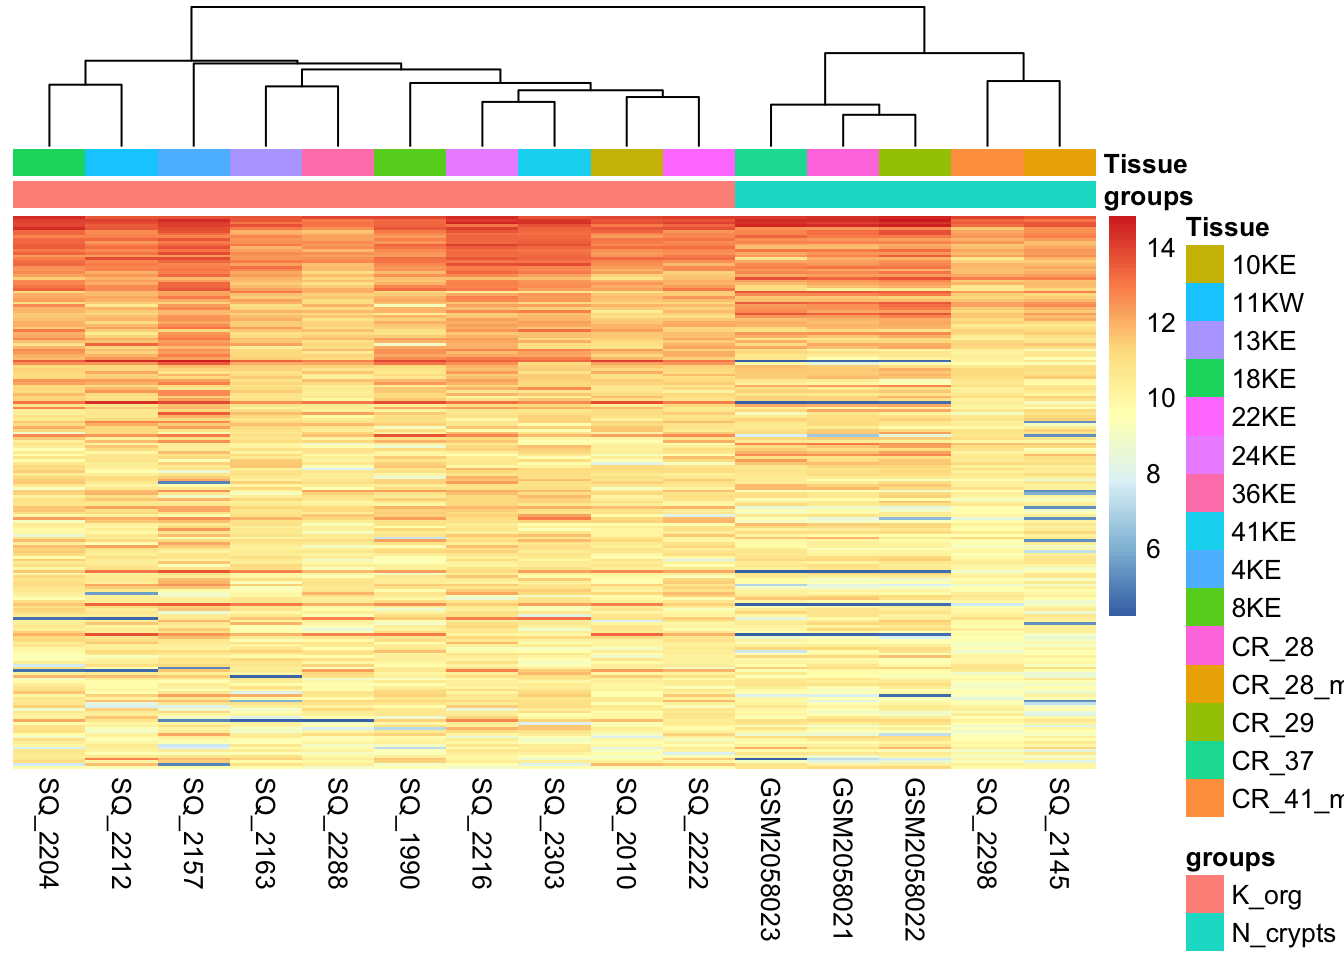 Tissue
groups
14
12
10
8
6
Tissue
10KE
11KW
13KE
18KE
22KE
24KE
36KE
41KE
4KE
8KE
CR_28
CR_28_m
CR_29
CR_37
CR_41_m
groups
K_org
N_crypts
SQ_2204
SQ_2212
SQ_2157
SQ_2163
SQ_2288
SQ_1990
SQ_2216
SQ_2303
SQ_2010
SQ_2222
GSM2058023
GSM2058021
GSM2058022
SQ_2298
SQ_2145